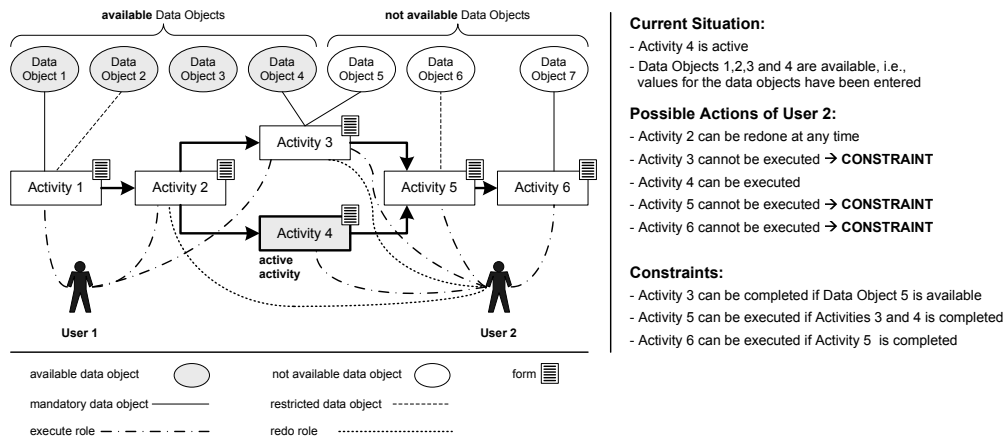 available Data Objects
not available Data Objects
Data Object 1
Data Object 2
Data Object 3
Data Object 4
Data Object 5
Data Object 6
Data Object 7
Activity 3
Activity 1
Activity 2
Activity 5
Activity 6
Activity 4
active
activity
User 1
User 2
available data object
not available data object
form
mandatory data object
restricted data object
execute role
redo role
Current Situation:
- Activity 4 is active
- Data Objects 1,2,3 and 4 are available, i.e.,
values for the data objects have been entered
Possible Actions of User 2:
- Activity 2 can be redone at any time
- Activity 3 cannot be executed → CONSTRAINT
- Activity 4 can be executed
- Activity 5 cannot be executed → CONSTRAINT
- Activity 6 cannot be executed → CONSTRAINT
Constraints:
- Activity 3 can be completed if Data Object 5 is available
- Activity 5 can be executed if Activities 3 and 4 is completed
- Activity 6 can be executed if Activity 5 is completed